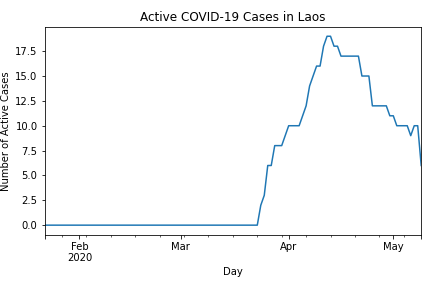 Active COVID-19 Cases in Laos
Number of Active Cases
17.5
15.0
12.5
10.0
7.5
5.0
2.5
0.0
Feb
2020
Mar
Apr
May
Day